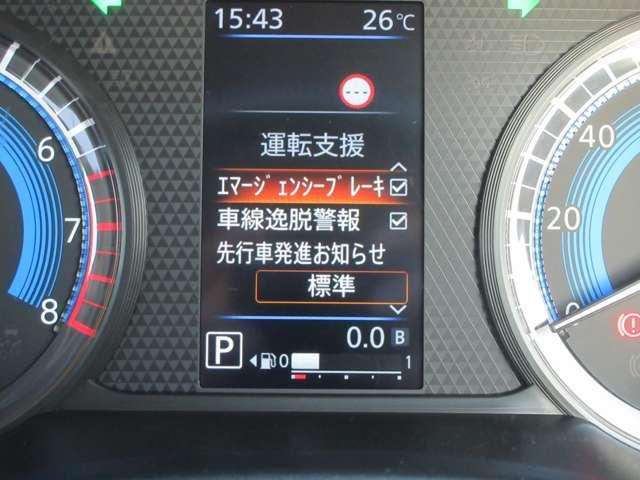 15:43 26℃
---
運転支援
エマージェンシーブレーキ
車線逸脱警報
先行車発進お知らせ
標準
0.0 B
P 0 1
6
7
8
40
20
0